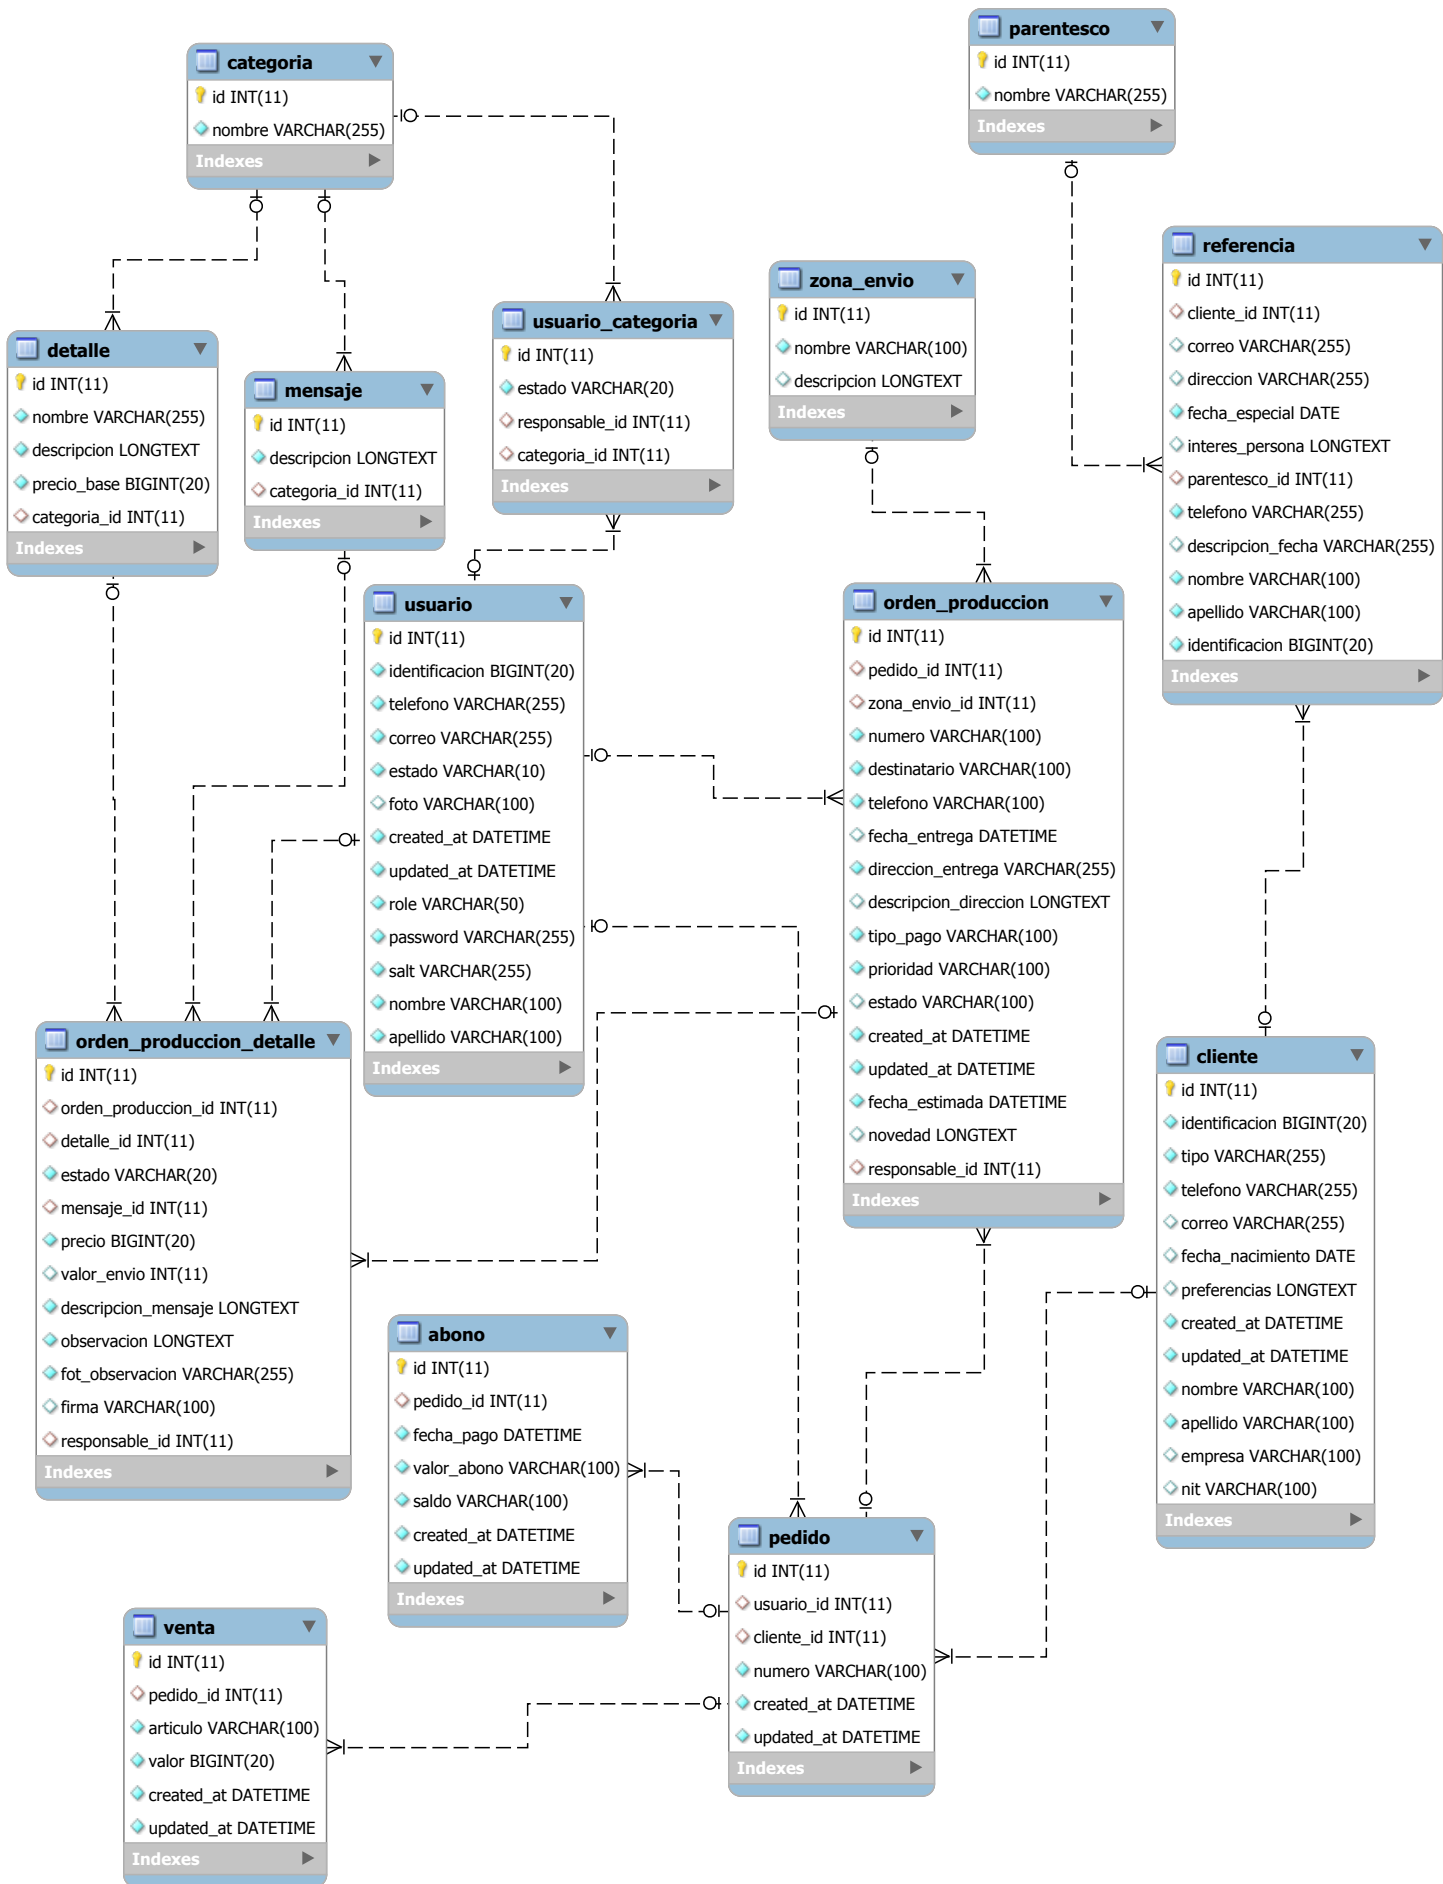 categoria
id INT(11)
nombre VARCHAR(255)
Indexes
parentesco
id INT(11)
nombre VARCHAR(255)
Indexes
referencia
id INT(11)
cliente_id INT(11)
correo VARCHAR(255)
direccion VARCHAR(255)
fecha_especial DATE
interes_persona LONGTEXT
parentesco_id INT(11)
telefono VARCHAR(255)
descripcion_fecha VARCHAR(255)
nombre VARCHAR(100)
apellido VARCHAR(100)
identificacion BIGINT(20)
Indexes
zona_envio
id INT(11)
nombre VARCHAR(100)
descripcion LONGTEXT
Indexes
usuario_categoria
id INT(11)
estado VARCHAR(20)
responsable_id INT(11)
categoria_id INT(11)
Indexes
detalle
id INT(11)
nombre VARCHAR(255)
descripcion LONGTEXT
precio_base BIGINT(20)
categoria_id INT(11)
Indexes
mensaje
id INT(11)
descripcion LONGTEXT
categoria_id INT(11)
Indexes
usuario
id INT(11)
identificacion BIGINT(20)
telefono VARCHAR(255)
correo VARCHAR(255)
estado VARCHAR(10)
foto VARCHAR(100)
created_at DATETIME
updated_at DATETIME
role VARCHAR(50)
password VARCHAR(255)
salt VARCHAR(255)
nombre VARCHAR(100)
apellido VARCHAR(100)
Indexes
orden_produccion
id INT(11)
pedido_id INT(11)
zona_envio_id INT(11)
numero VARCHAR(100)
destinatario VARCHAR(100)
telefono VARCHAR(100)
fecha_entrega DATETIME
direccion_entrega VARCHAR(255)
descripcion_direccion LONGTEXT
tipo_pago VARCHAR(100)
prioridad VARCHAR(100)
estado VARCHAR(100)
created_at DATETIME
updated_at DATETIME
fecha_estimada DATETIME
novedad LONGTEXT
responsable_id INT(11)
Indexes
orden_produccion_detalle
id INT(11)
orden_produccion_id INT(11)
detalle_id INT(11)
estado VARCHAR(20)
mensaje_id INT(11)
precio BIGINT(20)
valor_envio INT(11)
descripcion_mensaje LONGTEXT
observacion LONGTEXT
fot_observacion VARCHAR(255)
firma VARCHAR(100)
responsable_id INT(11)
Indexes
cliente
id INT(11)
identificacion BIGINT(20)
tipo VARCHAR(255)
telefono VARCHAR(255)
correo VARCHAR(255)
fecha_nacimiento DATE
preferencias LONGTEXT
created_at DATETIME
updated_at DATETIME
nombre VARCHAR(100)
apellido VARCHAR(100)
empresa VARCHAR(100)
nit VARCHAR(100)
Indexes
abono
id INT(11)
pedido_id INT(11)
fecha_pago DATETIME
valor_abono VARCHAR(100)
saldo VARCHAR(100)
created_at DATETIME
updated_at DATETIME
Indexes
pedido
id INT(11)
usuario_id INT(11)
cliente_id INT(11)
numero VARCHAR(100)
created_at DATETIME
updated_at DATETIME
Indexes
venta
id INT(11)
pedido_id INT(11)
articulo VARCHAR(100)
valor BIGINT(20)
created_at DATETIME
updated_at DATETIME
Indexes